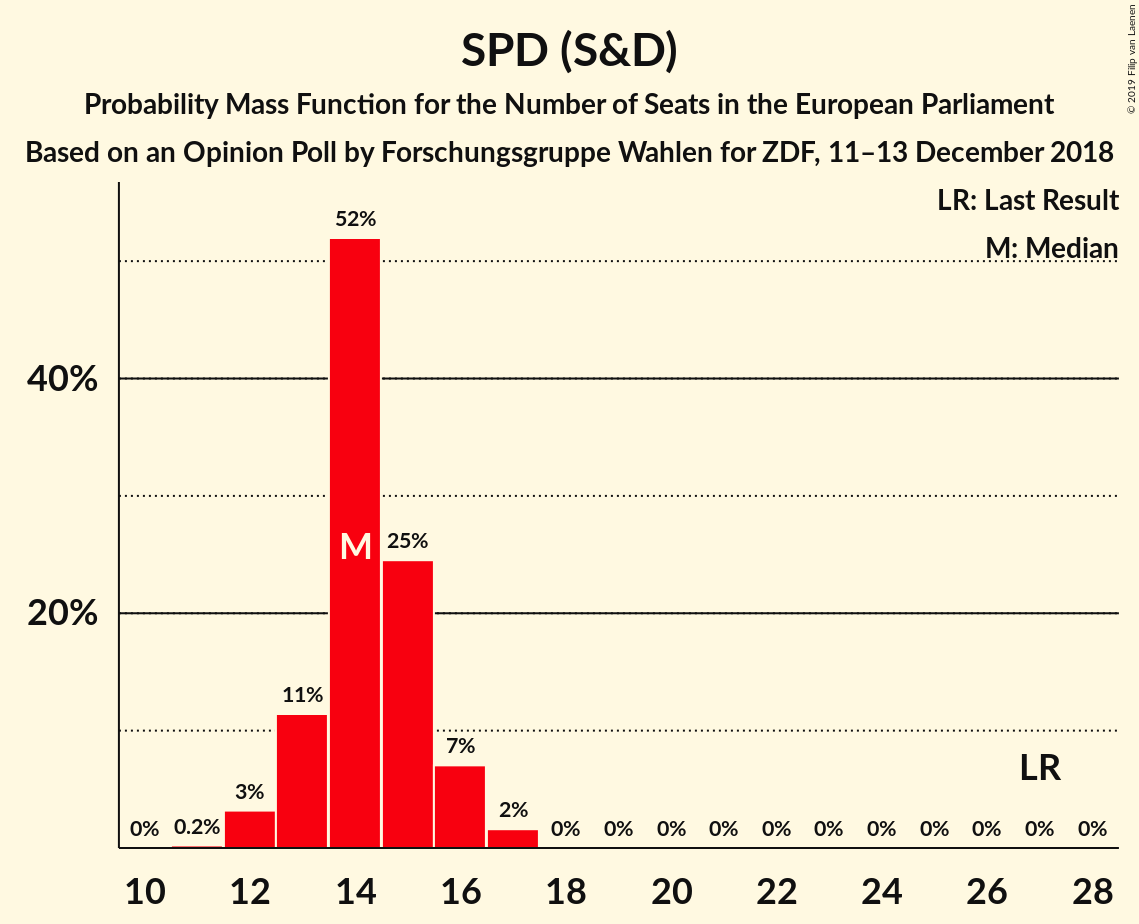 SPD (S&D)
Probability Mass Function for the Number of Seats in the European Parliament
Based on an Opinion Poll by Forschungsgruppe Wahlen for ZDF, 11–13 December 2018
© 2019 Filip van Laenen
LR: Last Result
M: Median
52%
40%
M
25%
20%
11%
7%
LR
3%
2%
0% 0.2% 0% 0% 0% 0% 0% 0% 0% 0% 0% 0% 0%
10 12 14 16 18 20 22 24 26 28